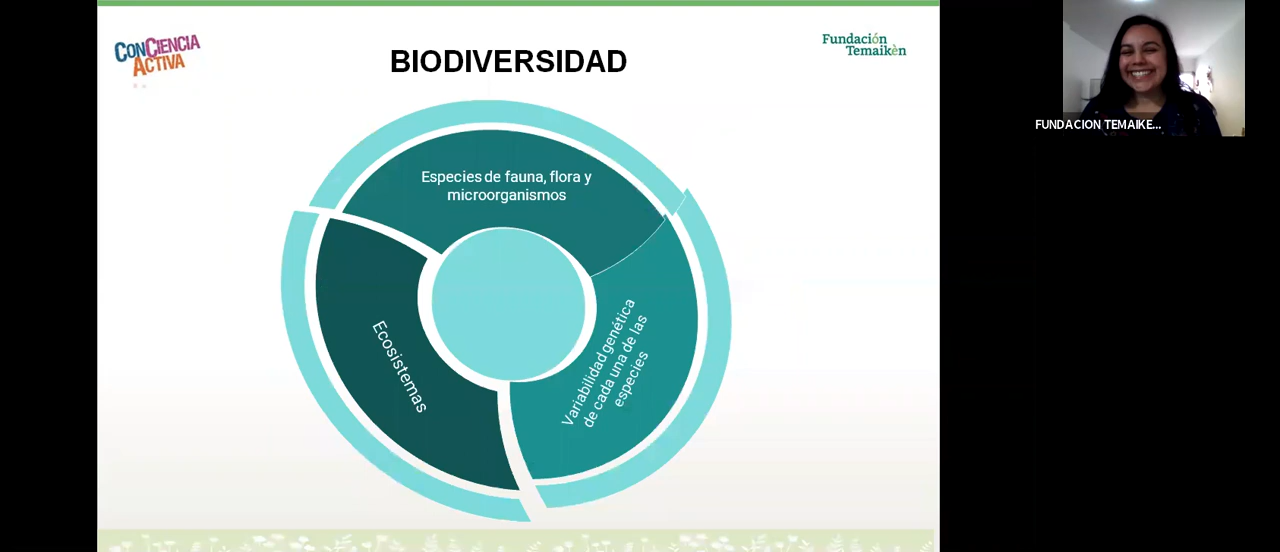 CONCIENCIA
ACTIVA
BIODIVERSIDAD
Fundación
Temaikèn
FUNDACION TEMAIKE...
Especies de fauna, flora y
microorganismos
Ecosistemas
Variabilidad genética
de cada una de las
especies